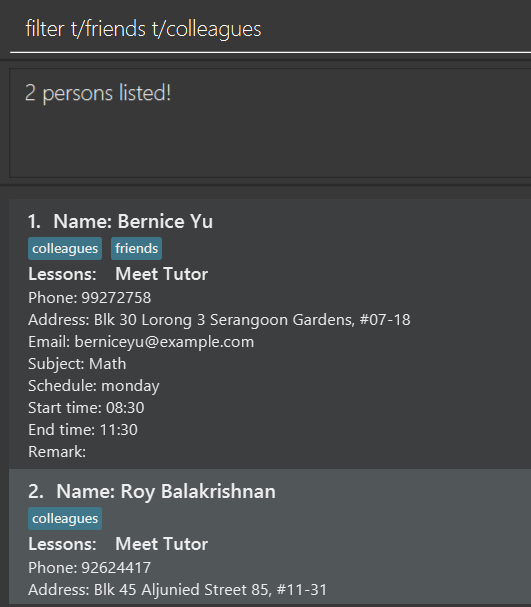 filter t/friends t/colleagues
2 persons listed!
1. Name: Bernice Yu
colleagues friends
Lessons: Meet Tutor
Phone: 99272758
Address: Blk 30 Lorong 3 Serangoon Gardens, #07-18
Email: berniceyu@example.com
Subject: Math
Schedule: monday
Start time: 08:30
End time: 11:30
Remark:
2. Name: Roy Balakrishnan
colleagues
Lessons: Meet Tutor
Phone: 92624417
Address: Blk 45 Aljunied Street 85, #11-31